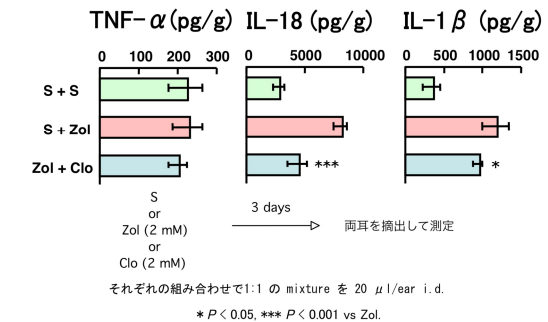 TNF-α(pg/g) IL-18(pg/g) IL-1β (pg/g)
0 100 200 300 0 5000 10000 0 500 1000 1500
S + S
S + Zol
Zol + Clo *** *
S
or
Zol (2 mM)
or
Clo (2 mM)
3 days
両耳を摘出して測定
それぞれの組み合わせで1:1 の mixture を 20 μl/ear i.d.
* P < 0.05, *** P < 0.001 vs Zol.